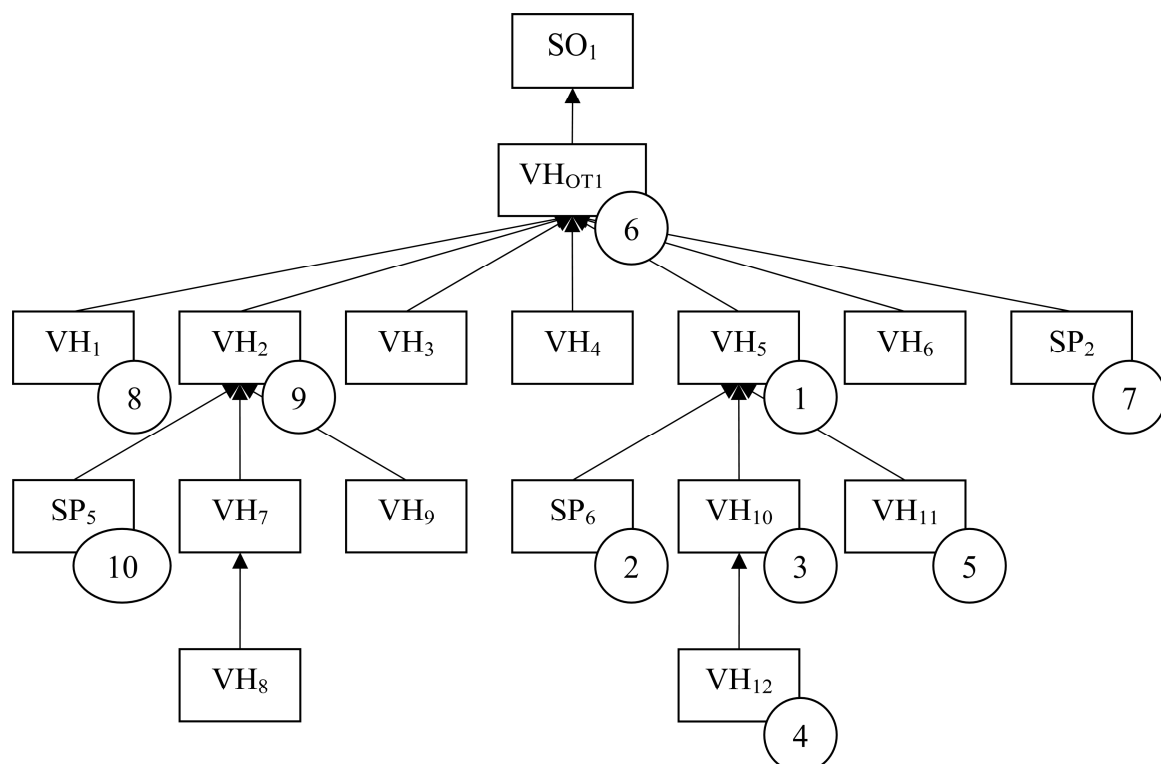 SO₁
VH_OT1
6
VH₁
VH₂
VH₃
VH₄
VH₅
VH₆
SP₂
8
9
1
7
SP₅
VH₇
VH₉
SP₆
VH₁₀
VH₁₁
10
2
3
5
VH₈
VH₁₂
4